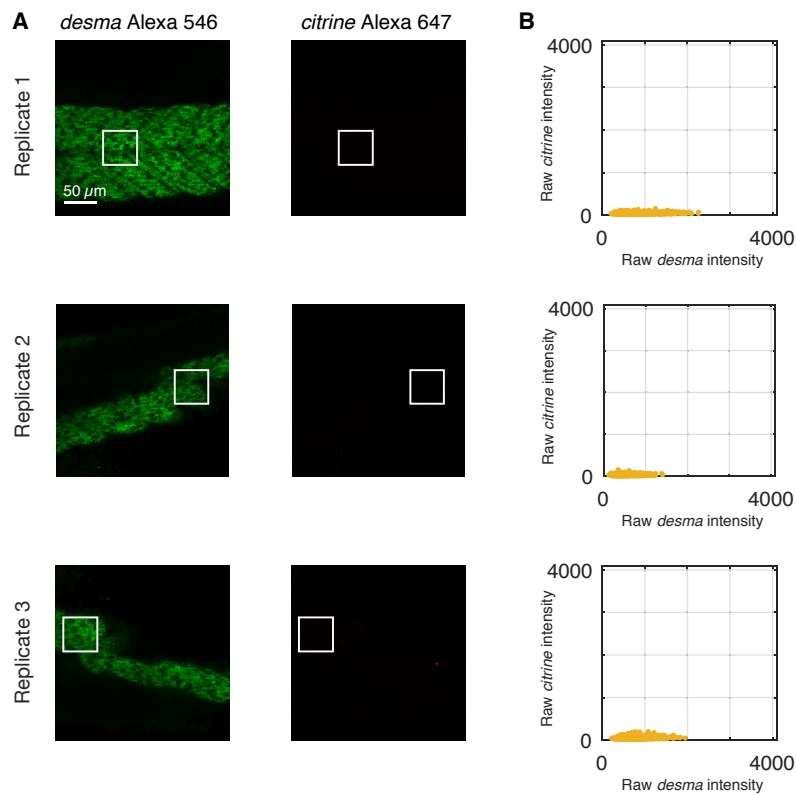 A
desma Alexa 546
citrine Alexa 647
B
Replicate 1
50 µm
4000
Raw citrine intensity
0
0
4000
Raw desma intensity
Replicate 2
4000
Raw citrine intensity
0
0
4000
Raw desma intensity
Replicate 3
4000
Raw citrine intensity
0
0
4000
Raw desma intensity